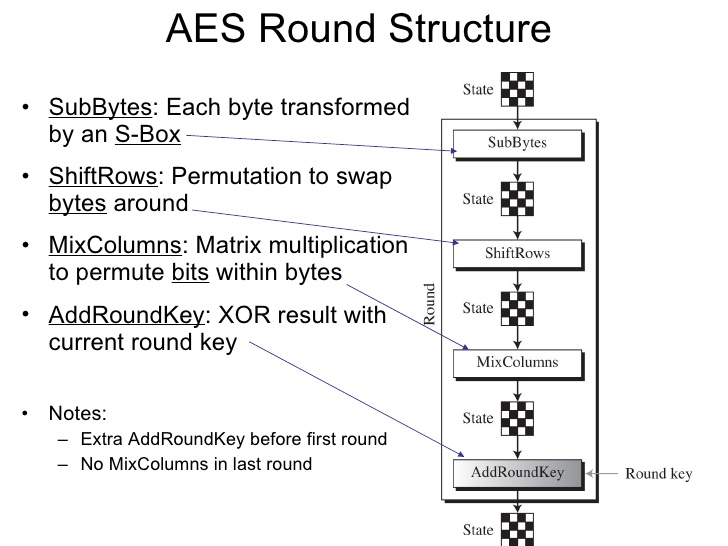 AES Round Structure
• SubBytes: Each byte transformed
by an S-Box
• ShiftRows: Permutation to swap
bytes around
• MixColumns: Matrix multiplication
to permute bits within bytes
• AddRoundKey: XOR result with
current round key
• Notes:
– Extra AddRoundKey before first round
– No MixColumns in last round
State
SubBytes
State
ShiftRows
State
Round
MixColumns
State
AddRoundKey
Round key
State